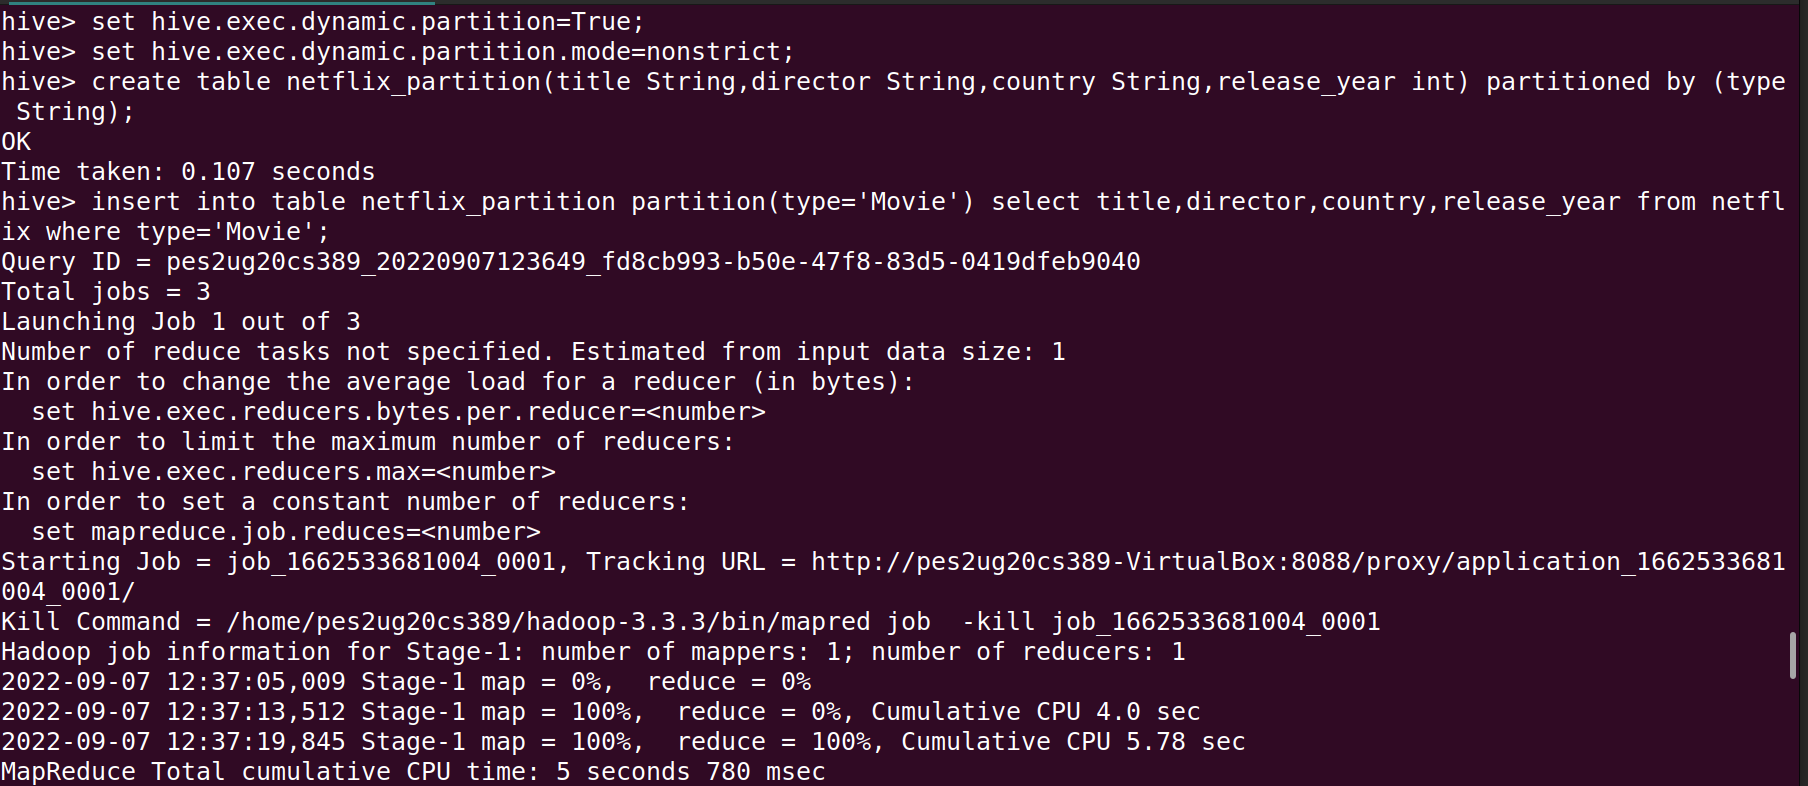 hive> set hive.exec.dynamic.partition=True;
hive> set hive.exec.dynamic.partition.mode=nonstrict;
hive> create table netflix_partition(title String,director String,country String,release_year int) partitioned by (type
 String);
OK
Time taken: 0.107 seconds
hive> insert into table netflix_partition partition(type='Movie') select title,director,country,release_year from netfl
ix where type='Movie';
Query ID = pes2ug20cs389_20220907123649_fd8cb993-b50e-47f8-83d5-0419dfeb9040
Total jobs = 3
Launching Job 1 out of 3
Number of reduce tasks not specified. Estimated from input data size: 1
In order to change the average load for a reducer (in bytes):
  set hive.exec.reducers.bytes.per.reducer=<number>
In order to limit the maximum number of reducers:
  set hive.exec.reducers.max=<number>
In order to set a constant number of reducers:
  set mapreduce.job.reduces=<number>
Starting Job = job_1662533681004_0001, Tracking URL = http://pes2ug20cs389-VirtualBox:8088/proxy/application_1662533681
004_0001/
Kill Command = /home/pes2ug20cs389/hadoop-3.3.3/bin/mapred job  -kill job_1662533681004_0001
Hadoop job information for Stage-1: number of mappers: 1; number of reducers: 1
2022-09-07 12:37:05,009 Stage-1 map = 0%,  reduce = 0%
2022-09-07 12:37:13,512 Stage-1 map = 100%,  reduce = 0%, Cumulative CPU 4.0 sec
2022-09-07 12:37:19,845 Stage-1 map = 100%,  reduce = 100%, Cumulative CPU 5.78 sec
MapReduce Total cumulative CPU time: 5 seconds 780 msec